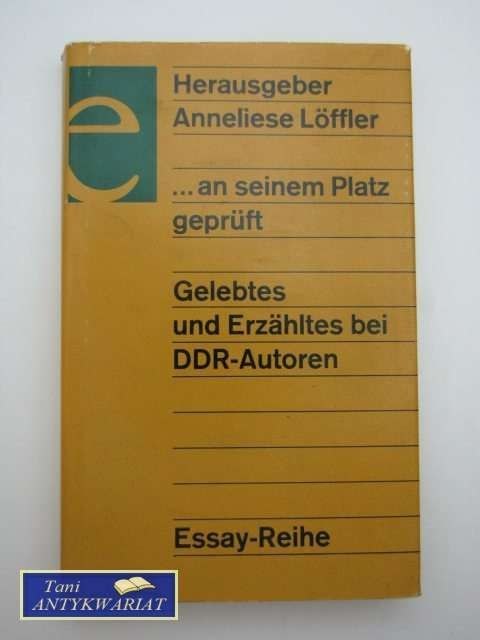 e
Herausgeber
Anneliese Löffler
...an seinem Platz
geprüft
Gelebtes
und Erzähltes bei
DDR-Autoren
Essay-Reihe
Tani
ANTYKWARIAT